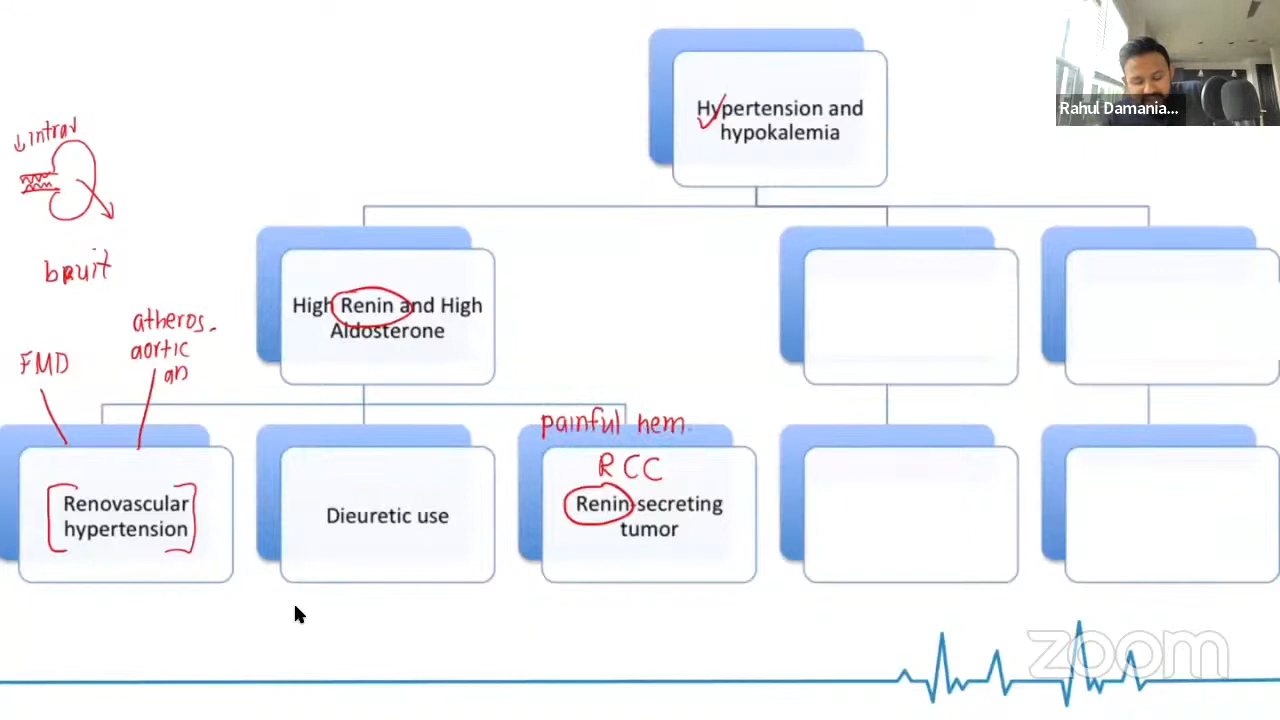 Hypertension and
hypokalemia
Rahul Damania...
↓intrav
bruit
High Renin and High
Aldosterone
atheros.
aortic
an
FMD
painful hem.
RCC
Renovascular
hypertension
Dieuretic use
Renin-secreting
tumor
zoom